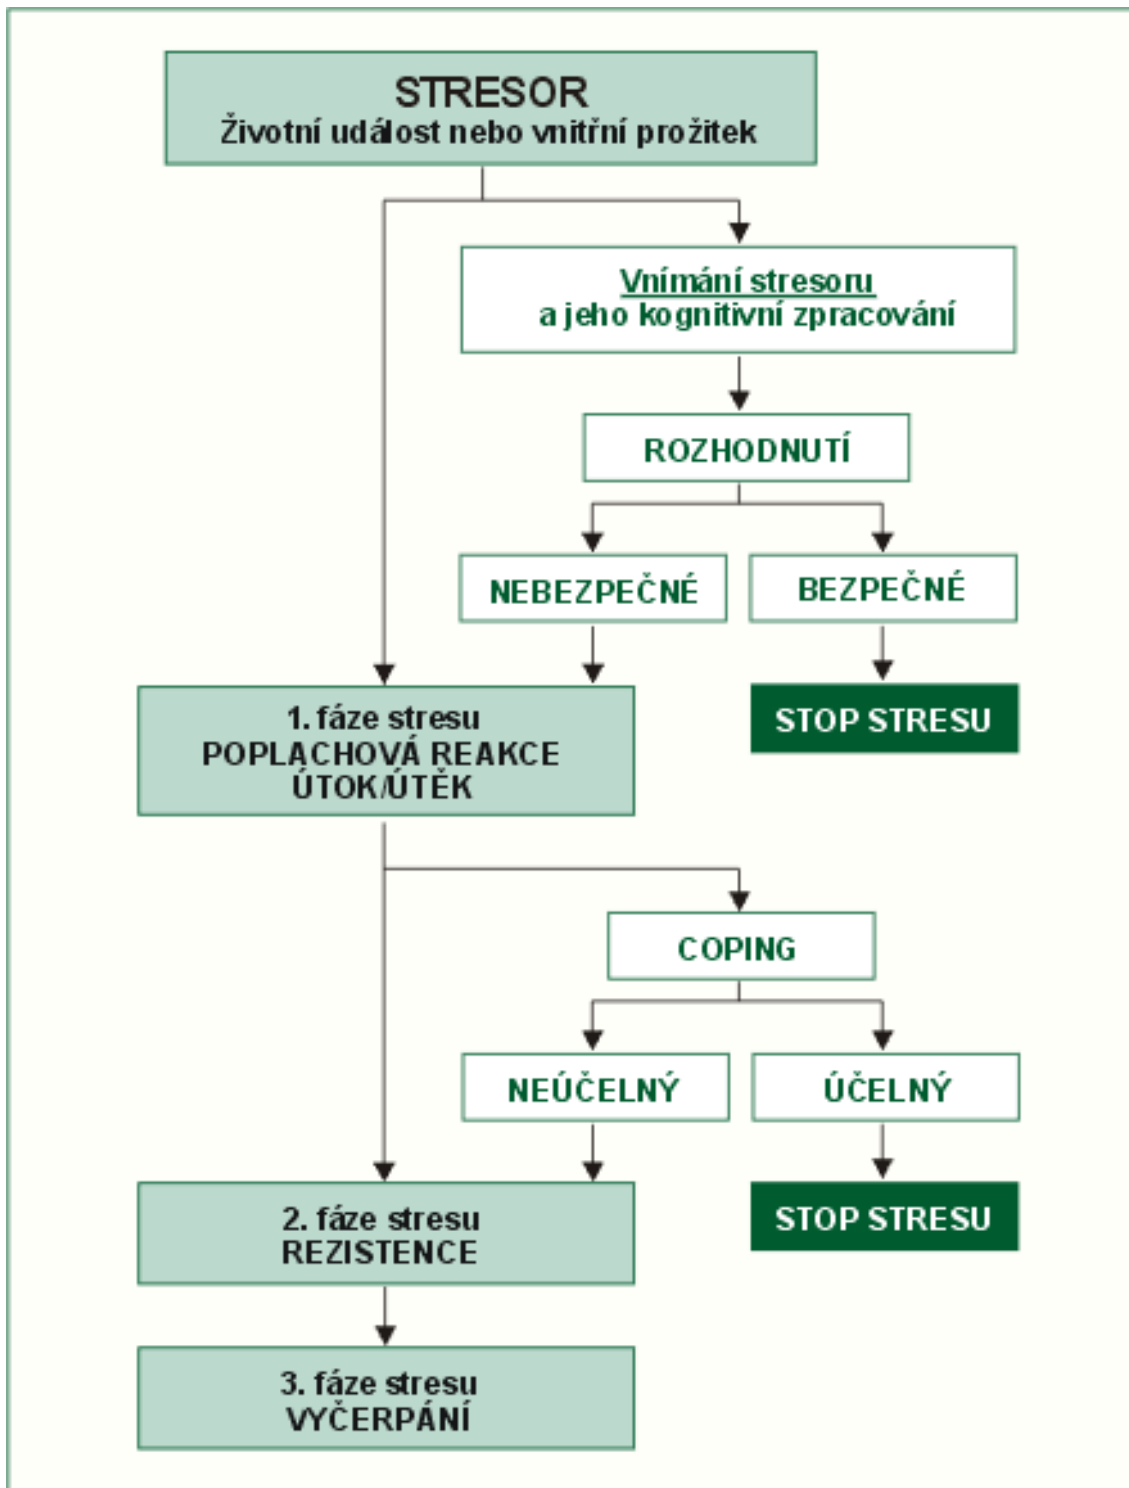 STRESOR
Životní událost nebo vnitřní prožitek
Vnímání stresoru
a jeho kognitivní zpracování
ROZHODNUTÍ
NEBEZPEČNÉ
BEZPEČNÉ
1. fáze stresu
POPLACHOVÁ REAKCE
ÚTOK/ÚTĚK
STOP STRESU
COPING
NEÚČELNÝ
ÚČELNÝ
2. fáze stresu
REZISTENCE
STOP STRESU
3. fáze stresu
VYČERPÁNÍ